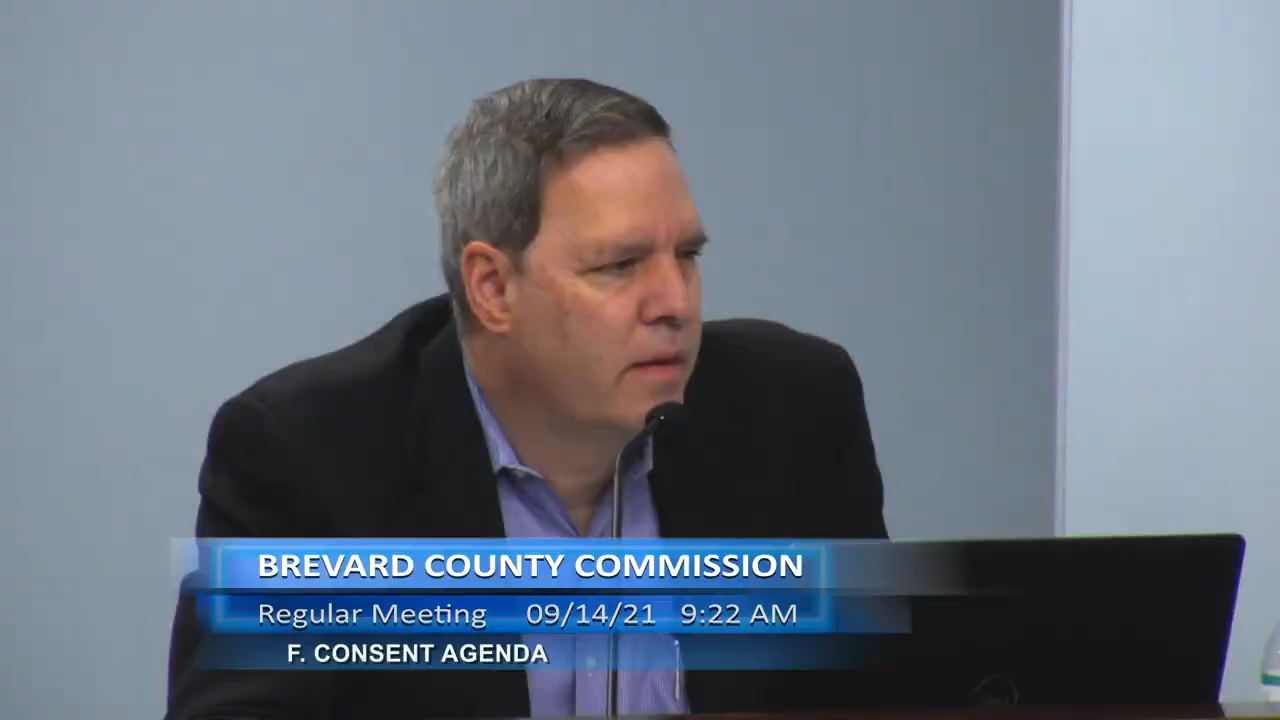 BREVARD COUNTY COMMISSION
Regular Meeting 09/14/21 9:22 AM
F. CONSENT AGENDA